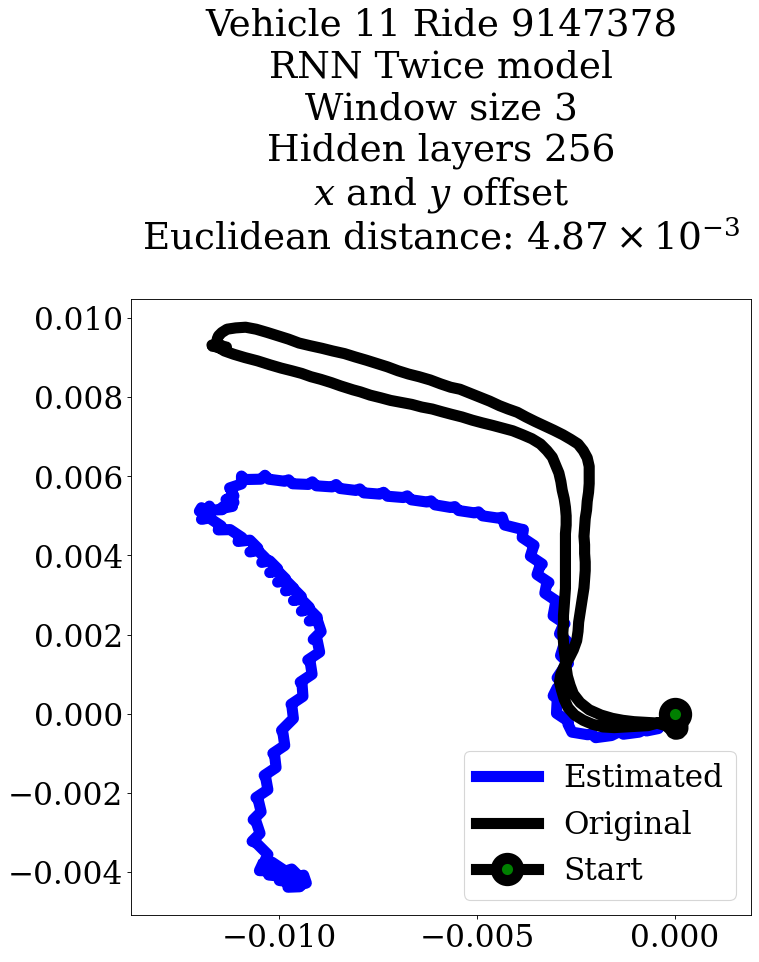 Vehicle 11 Ride 9147378
RNN Twice model
Window size 3
Hidden layers 256
x and y offset
Euclidean distance: 4.87 × 10⁻³
0.010
0.008
0.006
0.004
0.002
0.000
−0.002
−0.004
Estimated
Original
Start
−0.010
−0.005
0.000